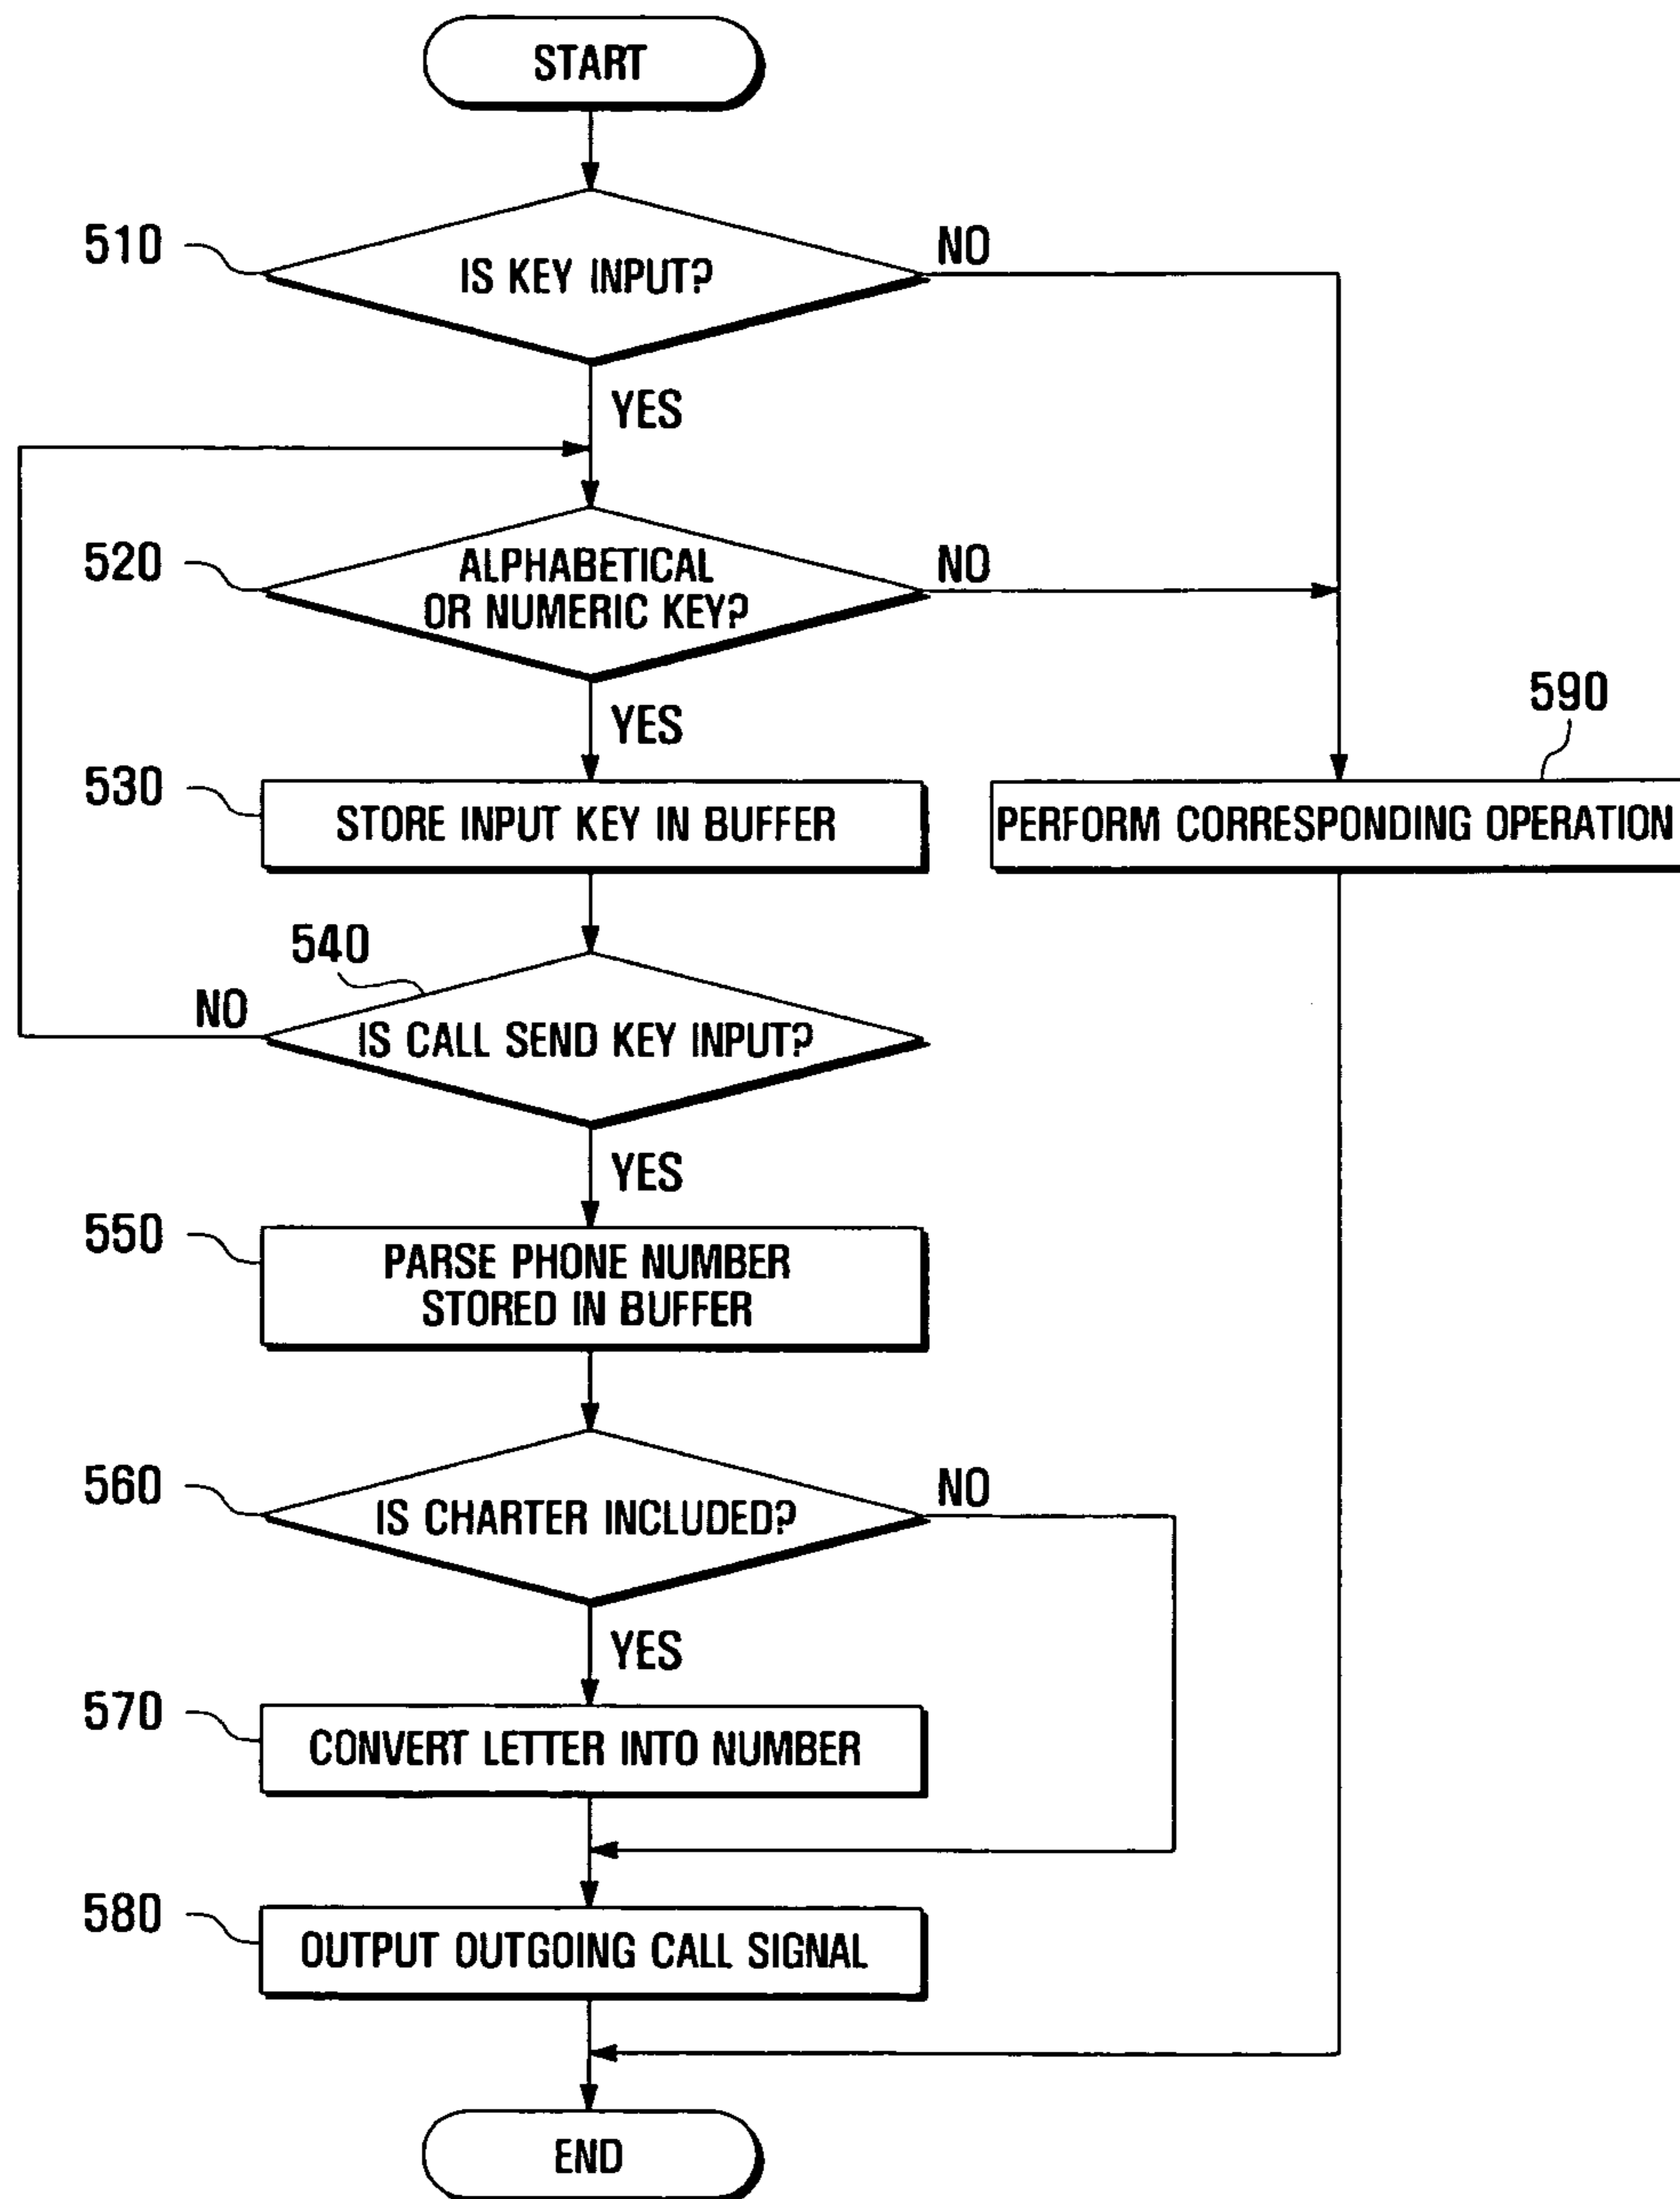 START
510
IS KEY INPUT?
NO
YES
520
ALPHABETICAL
OR NUMERIC KEY?
NO
YES
590
530
STORE INPUT KEY IN BUFFER
PERFORM CORRESPONDING OPERATION
540
NO
IS CALL SEND KEY INPUT?
YES
550
PARSE PHONE NUMBER
STORED IN BUFFER
560
IS CHARTER INCLUDED?
NO
YES
570
CONVERT LETTER INTO NUMBER
580
OUTPUT OUTGOING CALL SIGNAL
END